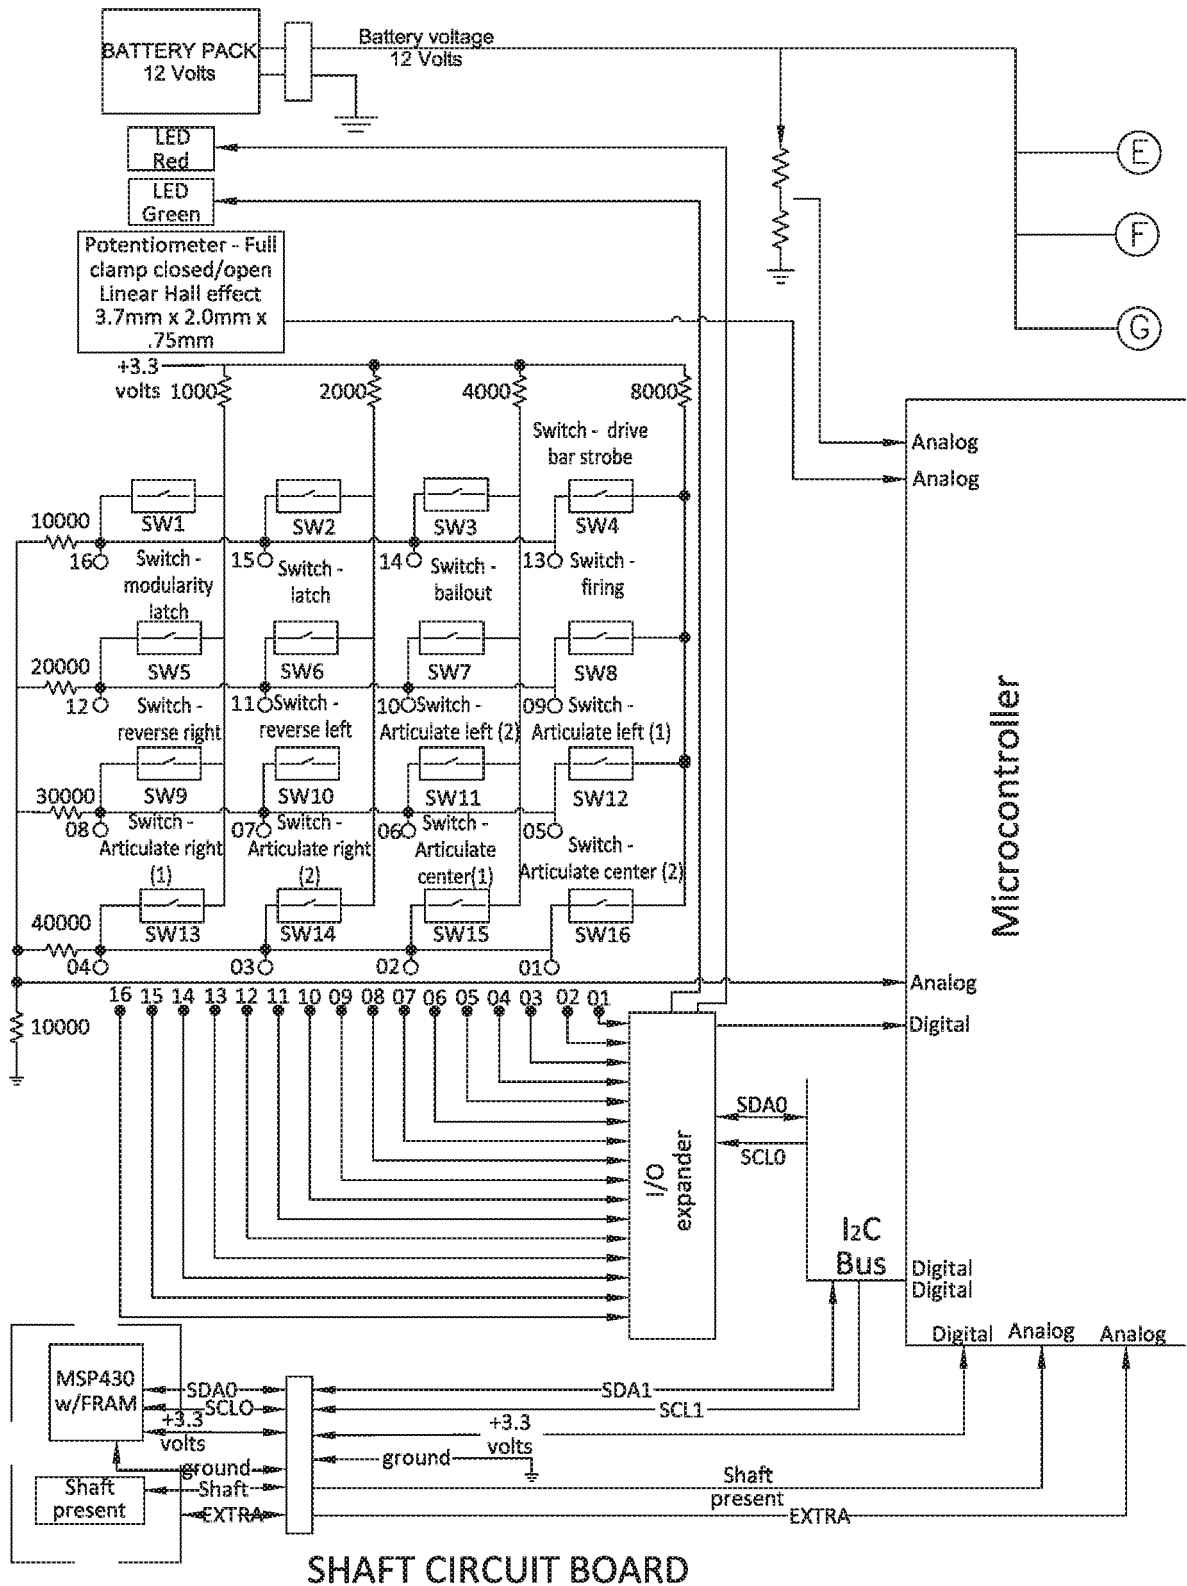 BATTERY PACK
12 Volts
Battery voltage
12 Volts
LED
Red
LED
Green
E
F
G
Potentiometer - Full
clamp closed/open
Linear Hall effect
3.7mm x 2.0mm x
.75mm
+3.3
volts
1000
2000
4000
8000
Switch - drive
bar strobe
Analog
Analog
SW1
SW2
SW3
SW4
10000
16
15
14
13
Switch -
modularity
latch
Switch -
latch
Switch -
bailout
Switch -
firing
SW5
SW6
SW7
SW8
20000
12
11
10
09
Switch -
reverse right
Switch -
reverse left
Switch -
Articulate left (2)
Switch -
Articulate left (1)
SW9
SW10
SW11
SW12
30000
08
07
06
05
Switch -
Articulate right
(1)
Switch -
Articulate right
(2)
Switch -
Articulate
center(1)
Switch -
Articulate center (2)
SW13
SW14
SW15
SW16
40000
04
03
02
01
Microcontroller
Analog
16 15 14 13 12 11 10 09 08 07 06 05 04 03 02 01
10000
Digital
SDA0
SCL0
I/O
expander
I2C
Bus
Digital
Digital
Digital
Analog
Analog
MSP430
w/FRAM
SDA0
SCLO
+3.3
volts
ground
Shaft
present
Shaft
EXTRA
SDA1
SCL1
+3.3
volts
ground
Shaft
present
EXTRA
SHAFT CIRCUIT BOARD